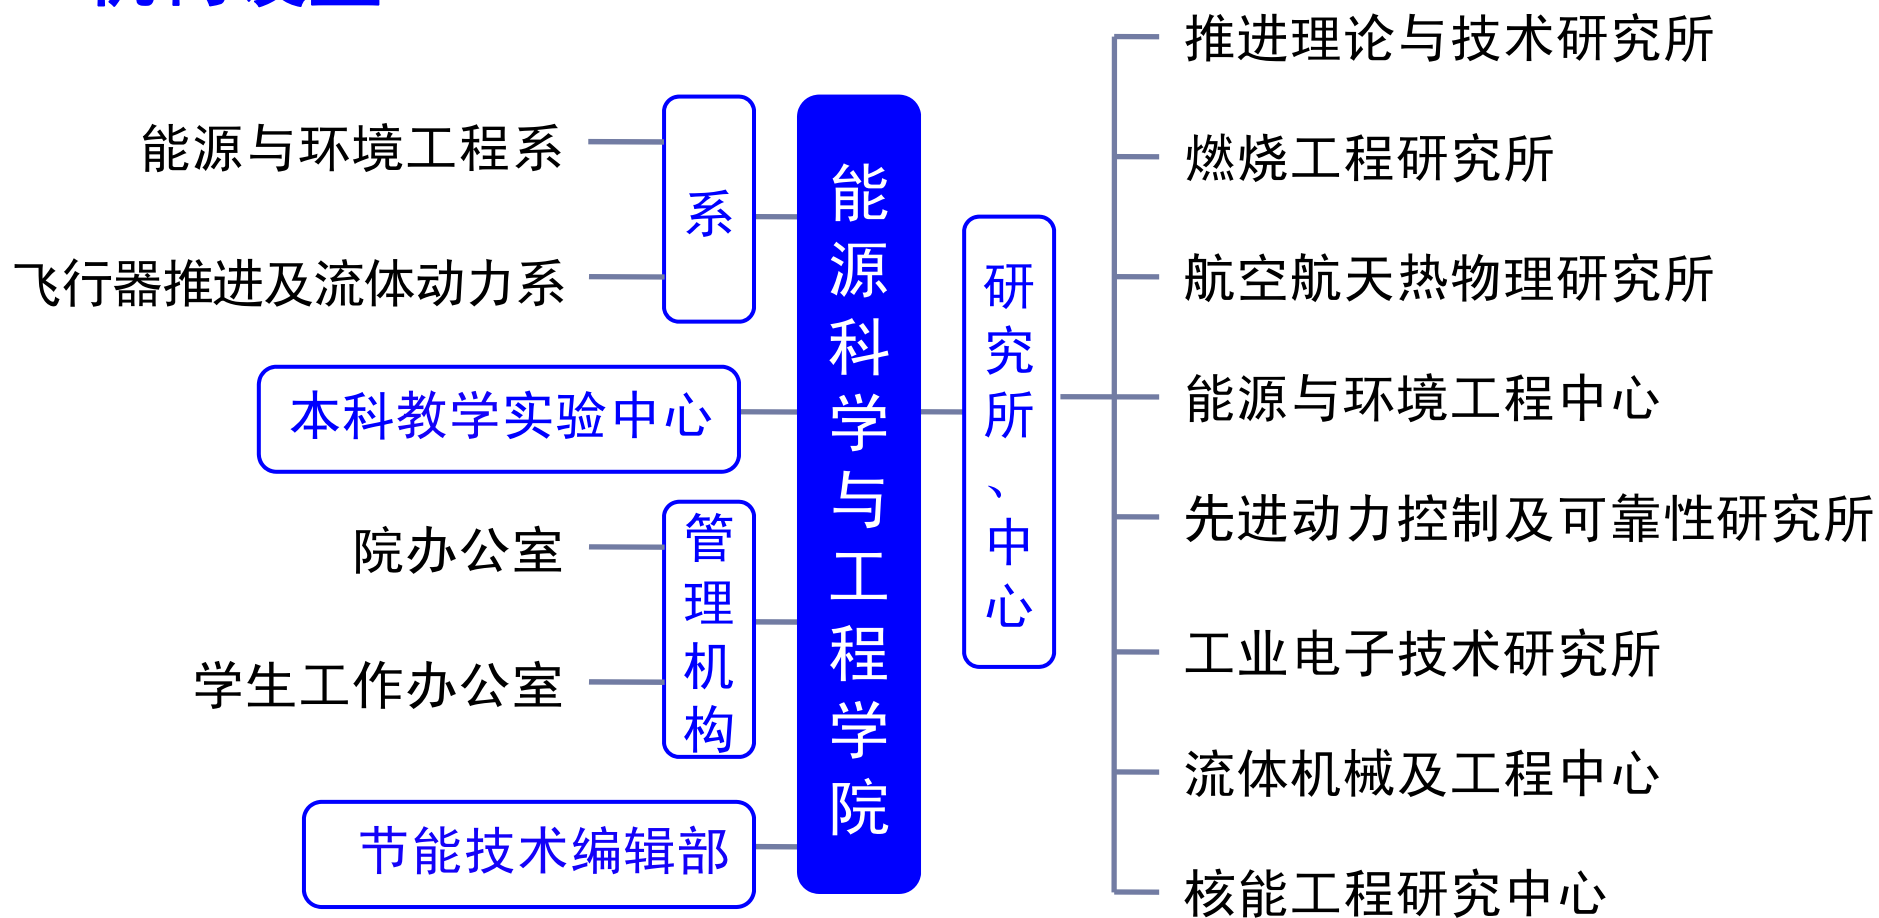 能源与环境工程系
飞行器推进及流体动力系
系
本科教学实验中心
院办公室
学生工作办公室
管理机构
节能技术编辑部
能源科学与工程学院
研究所、中心
推进理论与技术研究所
燃烧工程研究所
航空航天热物理研究所
能源与环境工程中心
先进动力控制及可靠性研究所
工业电子技术研究所
流体机械及工程中心
核能工程研究中心